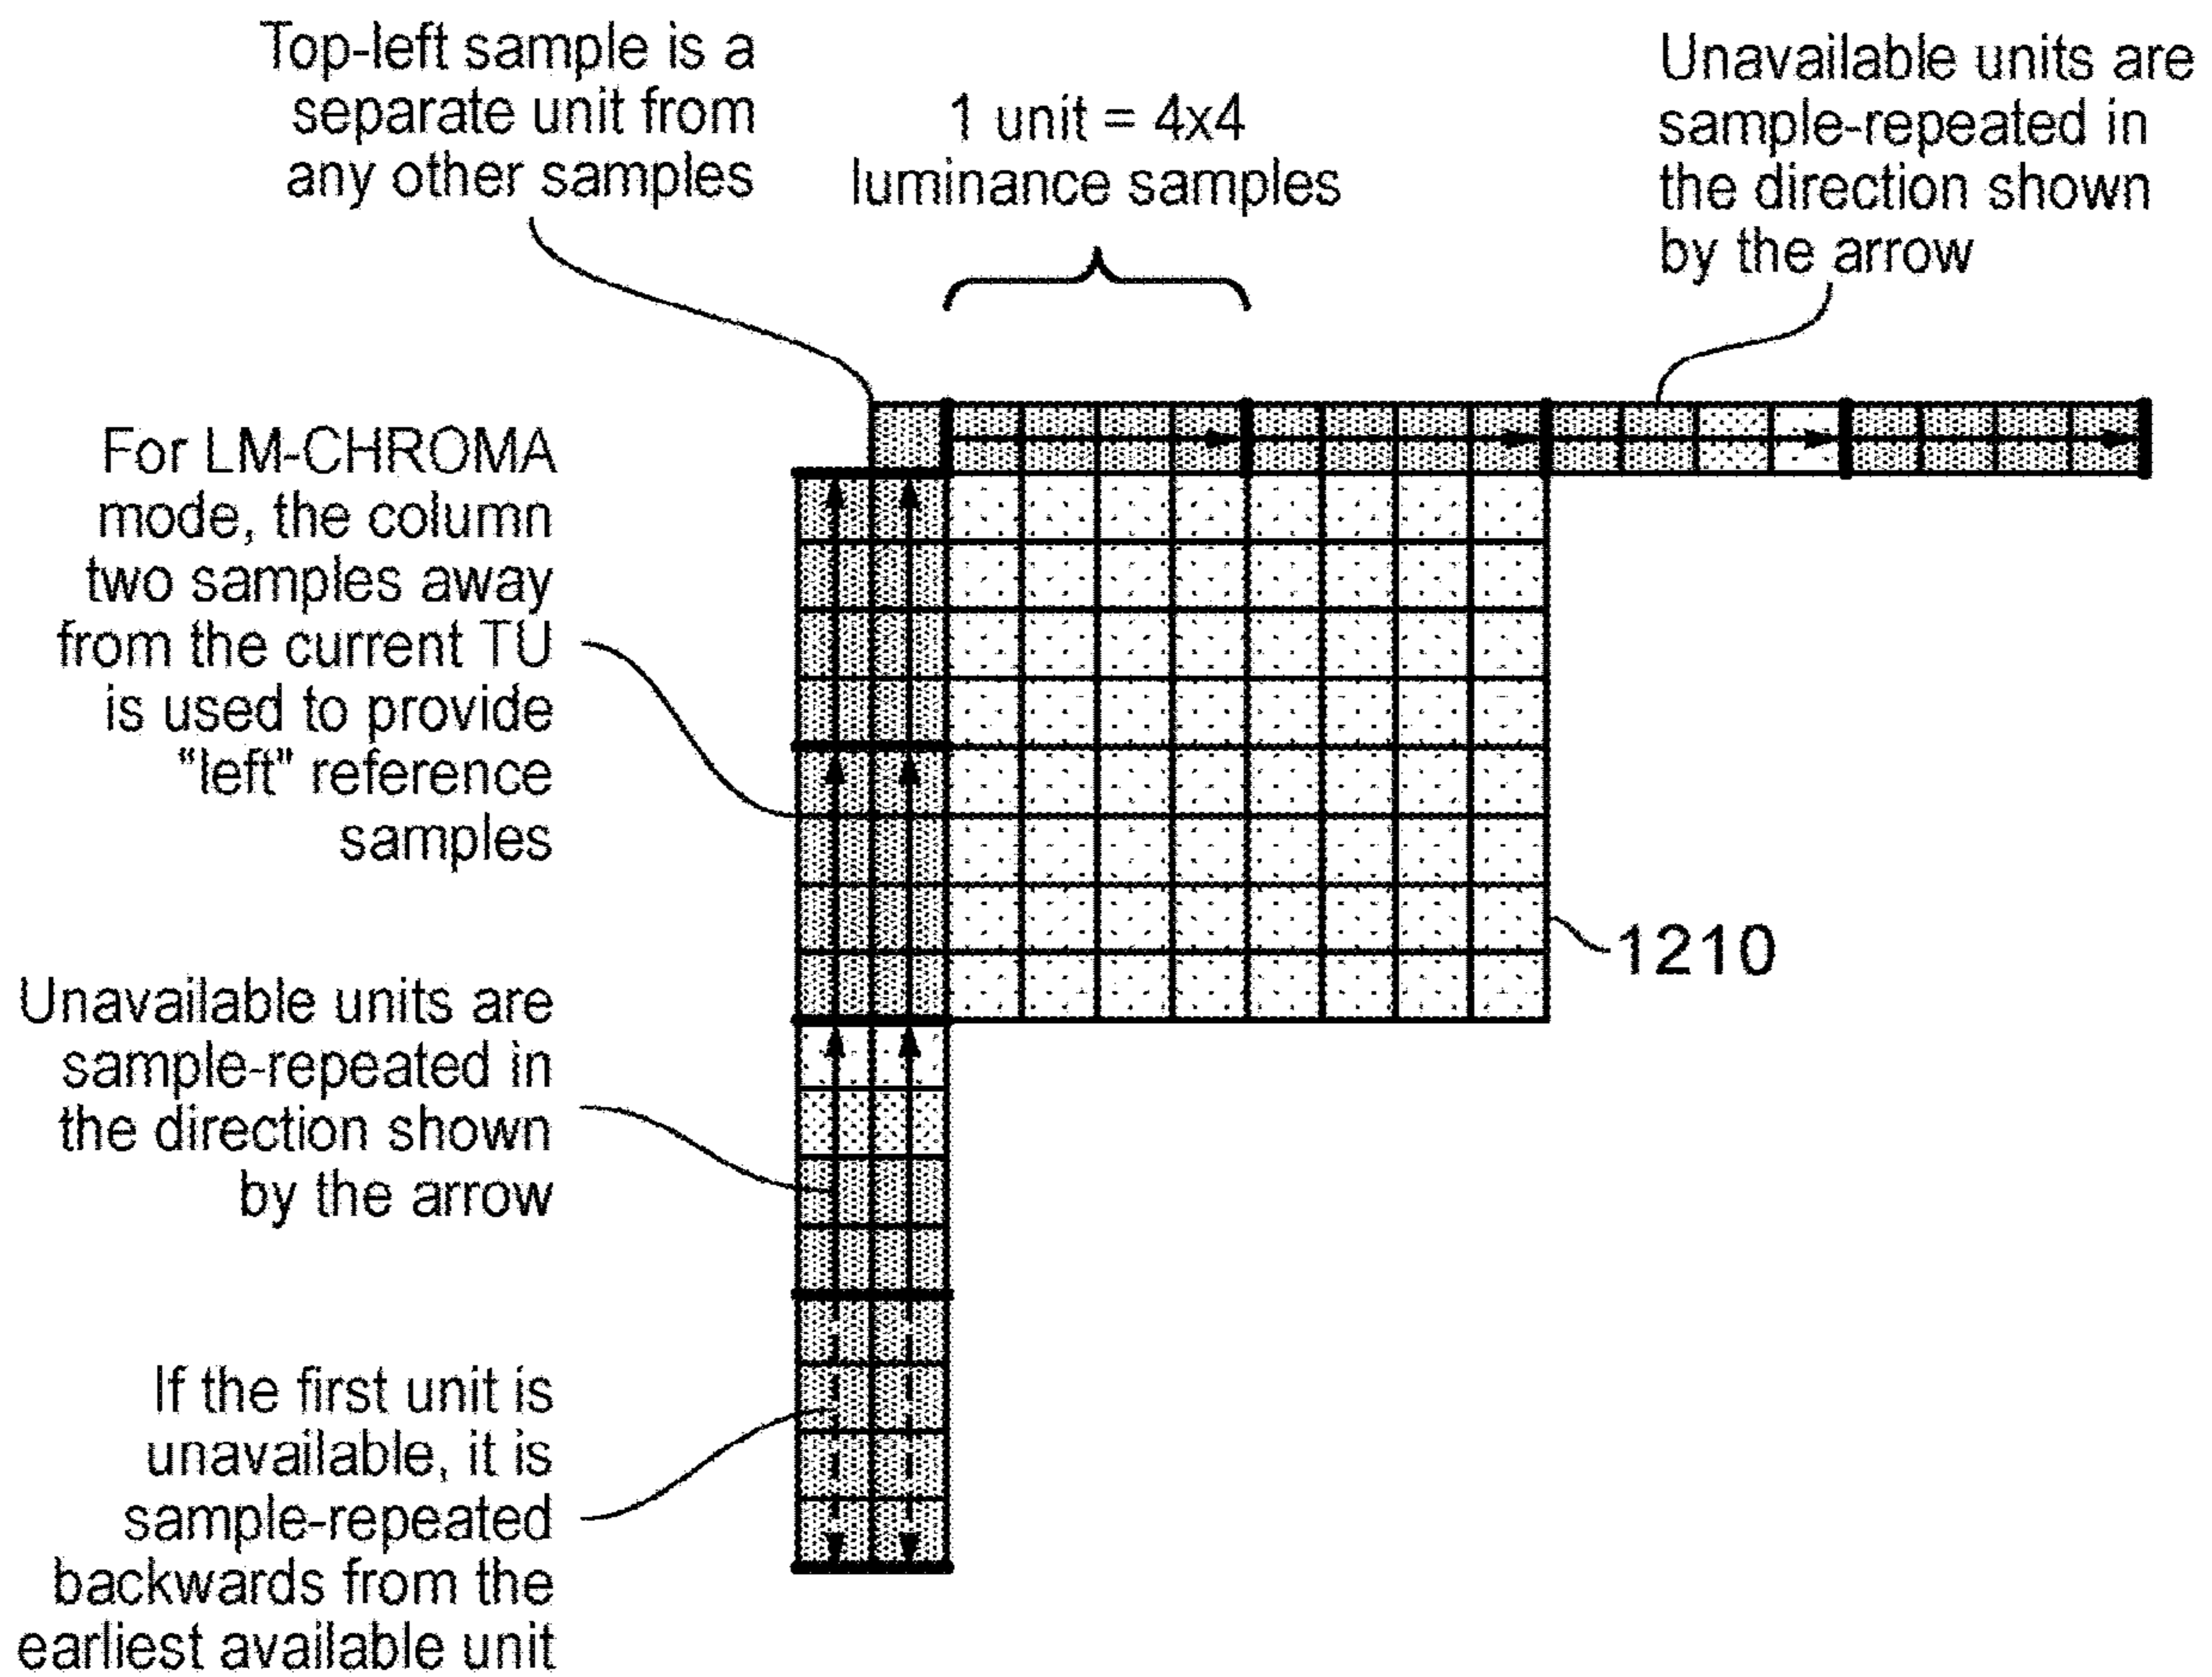 Top-left sample is a
separate unit from
any other samples
1 unit = 4x4
luminance samples
Unavailable units are
sample-repeated in
the direction shown
by the arrow
For LM-CHROMA
mode, the column
two samples away
from the current TU
is used to provide
"left" reference
samples
1210
Unavailable units are
sample-repeated in
the direction shown
by the arrow
If the first unit is
unavailable, it is
sample-repeated
backwards from the
earliest available unit